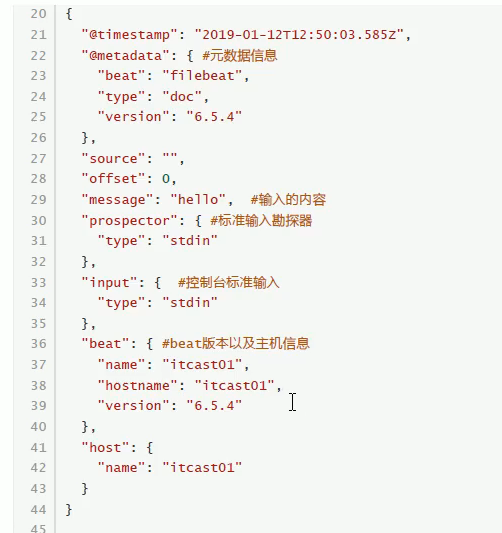 20 {
21 "@timestamp": "2019-01-12T12:50:03.585Z",
22 "@metadata": { #元数据信息
23 "beat": "filebeat",
24 "type": "doc",
25 "version": "6.5.4"
26 },
27 "source": "",
28 "offset": 0,
29 "message": "hello", #输入的内容
30 "prospector": { #标准输入勘探器
31 "type": "stdin"
32 },
33 "input": { #控制台标准输入
34 "type": "stdin"
35 },
36 "beat": { #beat版本以及主机信息
37 "name": "itcast01",
38 "hostname": "itcast01",
39 "version": "6.5.4"
40 },
41 "host": {
42 "name": "itcast01"
43 }
44 }
45